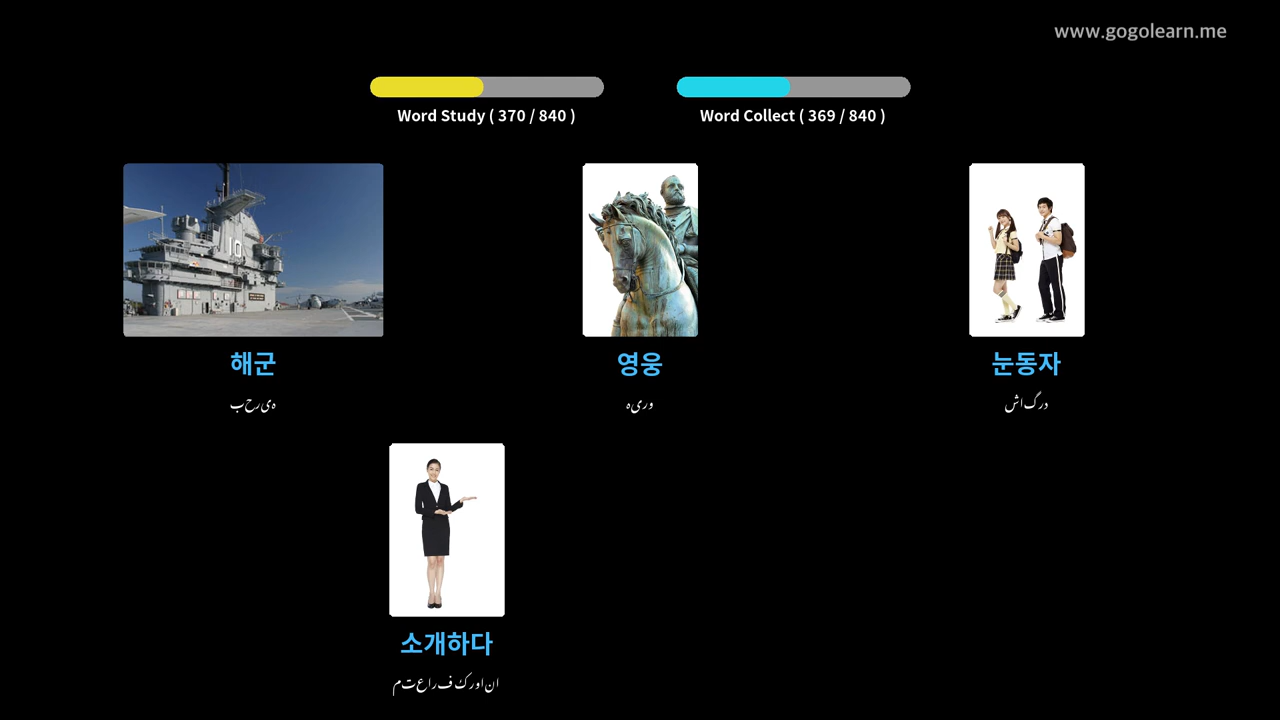 www.gogolearn.me
Word Study ( 370 / 840 )
Word Collect ( 369 / 840 )
해군
بحریہ
영웅
ہیرو
눈동자
شاگرد
소개하다
متعارف کروانا